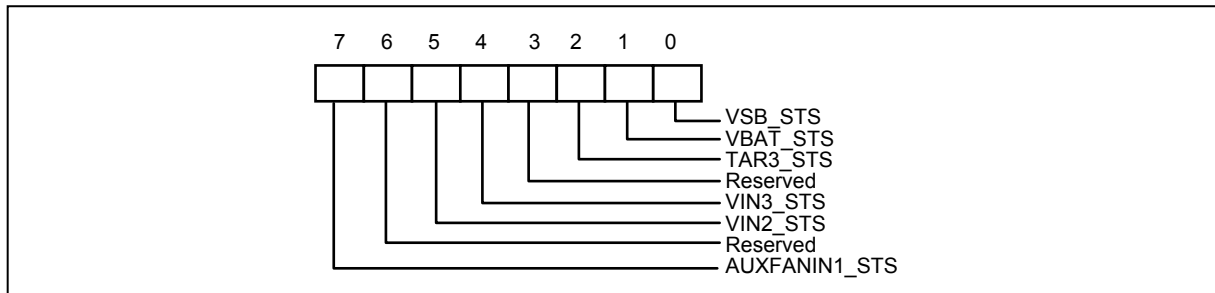 7 6 5 4 3 2 1 0
VSB_STS
VBAT_STS
TAR3_STS
Reserved
VIN3_STS
VIN2_STS
Reserved
AUXFANIN1_STS